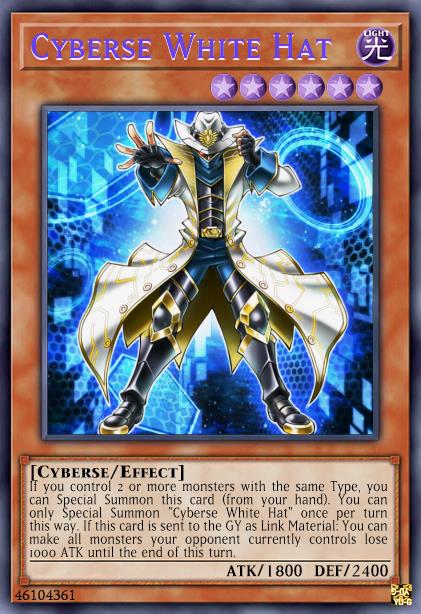 Cyberse White Hat
LIGHT
光
[Cyberse/Effect]
If you control 2 or more monsters with the same Type, you
can Special Summon this card (from your hand). You can
only Special Summon "Cyberse White Hat" once per turn
this way. If this card is sent to the GY as Link Material: You can
make all monsters your opponent currently controls lose
1000 ATK until the end of this turn.
ATK/1800 DEF/2400
46104361